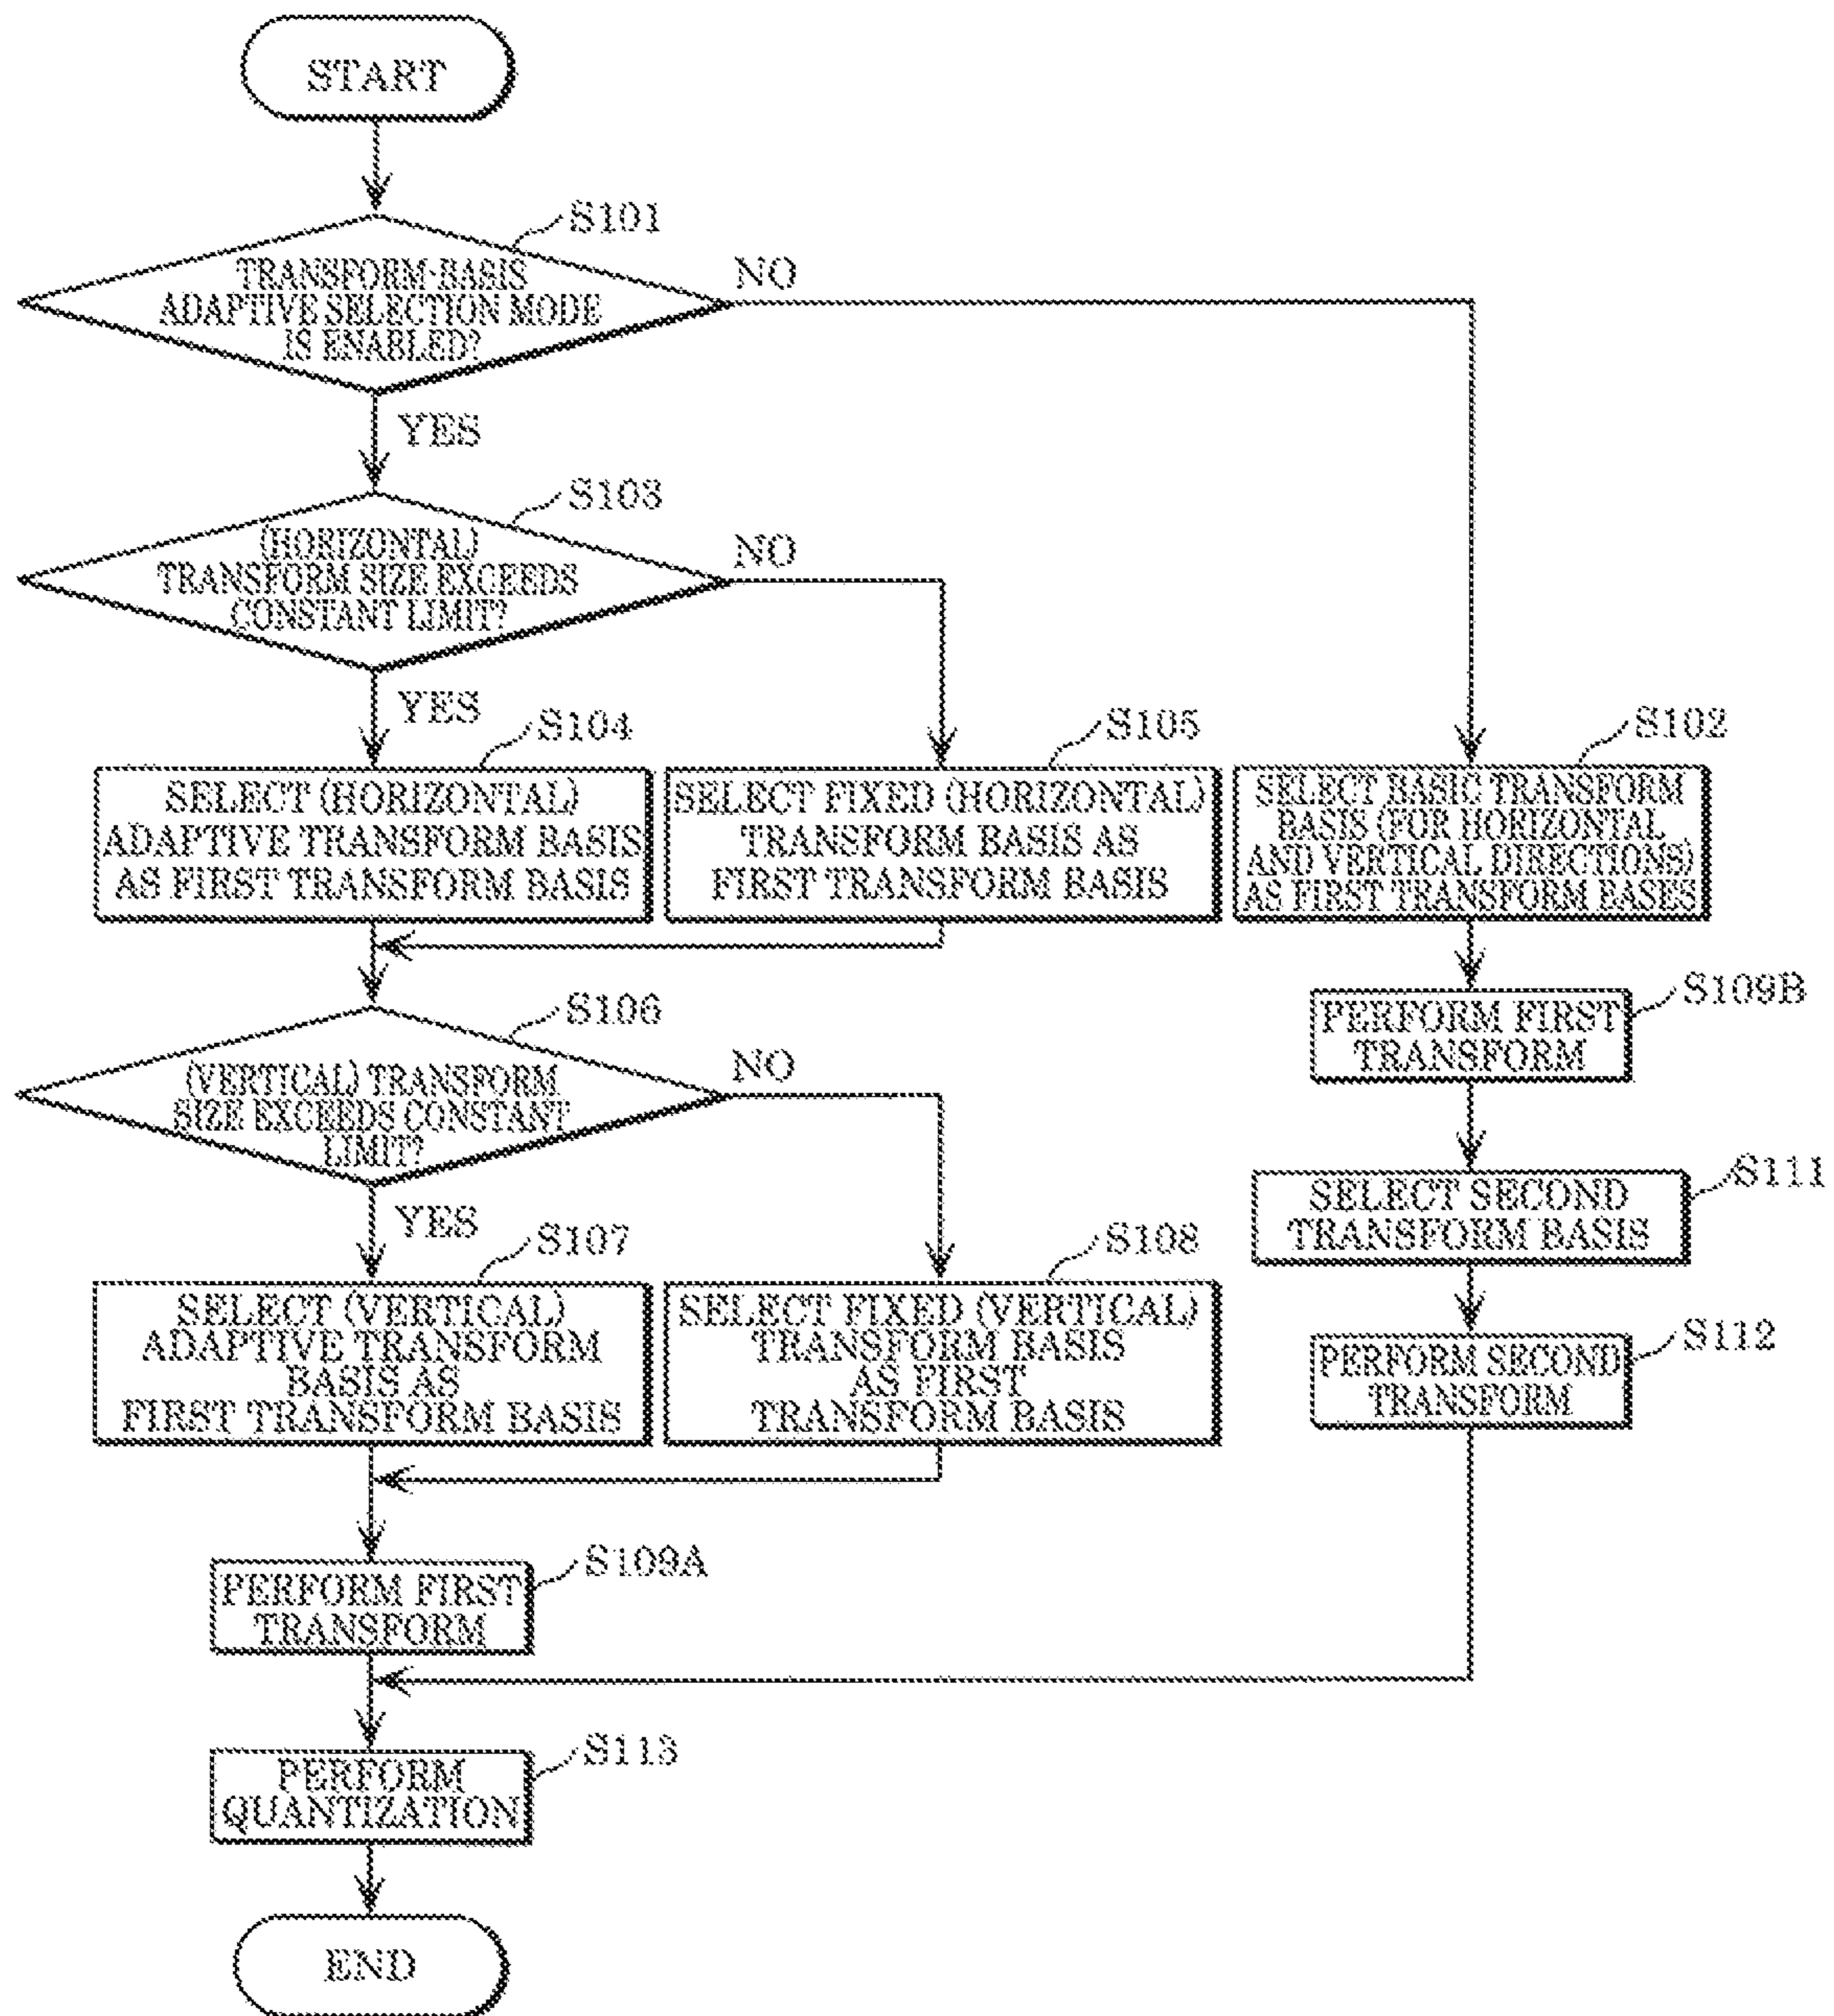 START
S101
TRANSFORM-BASIS
ADAPTIVE SELECTION MODE
IS ENABLED?
NO
YES
S103
(HORIZONTAL)
TRANSFORM SIZE EXCEEDS
CONSTANT LIMIT?
NO
YES
S104
SELECT (HORIZONTAL)
ADAPTIVE TRANSFORM BASIS
AS FIRST TRANSFORM BASIS
S105
SELECT FIXED (HORIZONTAL)
TRANSFORM BASIS AS
FIRST TRANSFORM BASIS
S102
SELECT BASIC TRANSFORM
BASIS (FOR HORIZONTAL
AND VERTICAL DIRECTIONS)
AS FIRST TRANSFORM BASES
S106
(VERTICAL) TRANSFORM
SIZE EXCEEDS CONSTANT
LIMIT?
NO
YES
S109B
PERFORM FIRST
TRANSFORM
S111
SELECT SECOND
TRANSFORM BASIS
S107
SELECT (VERTICAL)
ADAPTIVE TRANSFORM
BASIS AS
FIRST TRANSFORM BASIS
S108
SELECT FIXED (VERTICAL)
TRANSFORM BASIS
AS FIRST
TRANSFORM BASIS
S112
PERFORM SECOND
TRANSFORM
S109A
PERFORM FIRST
TRANSFORM
S113
PERFORM
QUANTIZATION
END